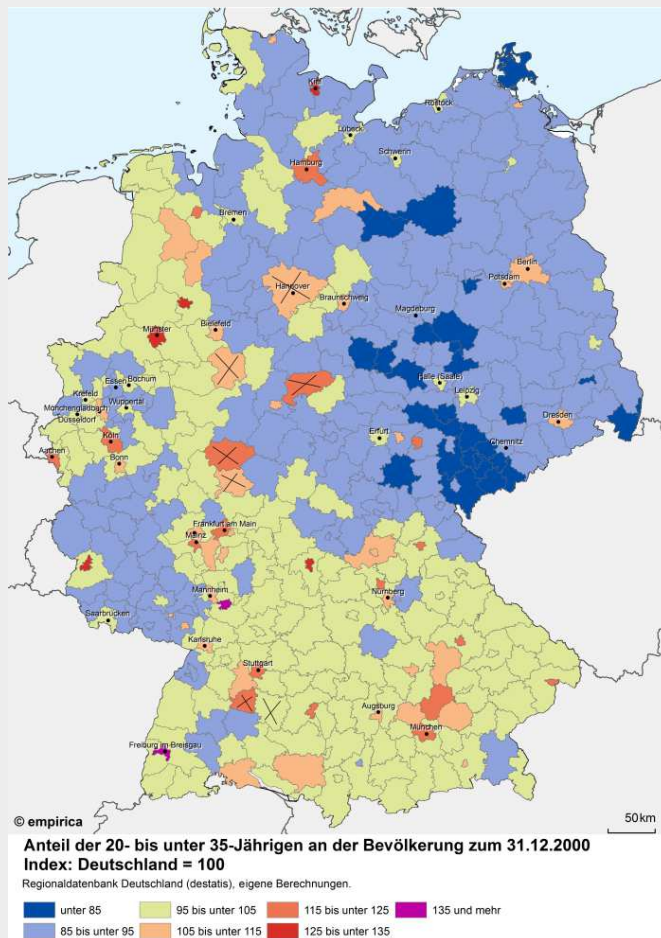 Kiel
Rostock
Lübeck
Schwerin
Hamburg
Bremen
Berlin
Potsdam
Hannover
Braunschweig
Magdeburg
Bielefeld
Münster
Essen
Bochum
Krefeld
Wuppertal
Mönchengladbach
Düsseldorf
Halle (Saale)
Leipzig
Köln
Erfurt
Dresden
Aachen
Bonn
Chemnitz
Frankfurt am Main
Mainz
Mannheim
Nürnberg
Saarbrücken
Karlsruhe
Stuttgart
Augsburg
München
Freiburg im Breisgau
© empirica
50 km
Anteil der 20- bis unter 35-Jährigen an der Bevölkerung zum 31.12.2000
Index: Deutschland = 100
Regionaldatenbank Deutschland (destatis), eigene Berechnungen.
unter 85
95 bis unter 105
115 bis unter 125
135 und mehr
85 bis unter 95
105 bis unter 115
125 bis unter 135